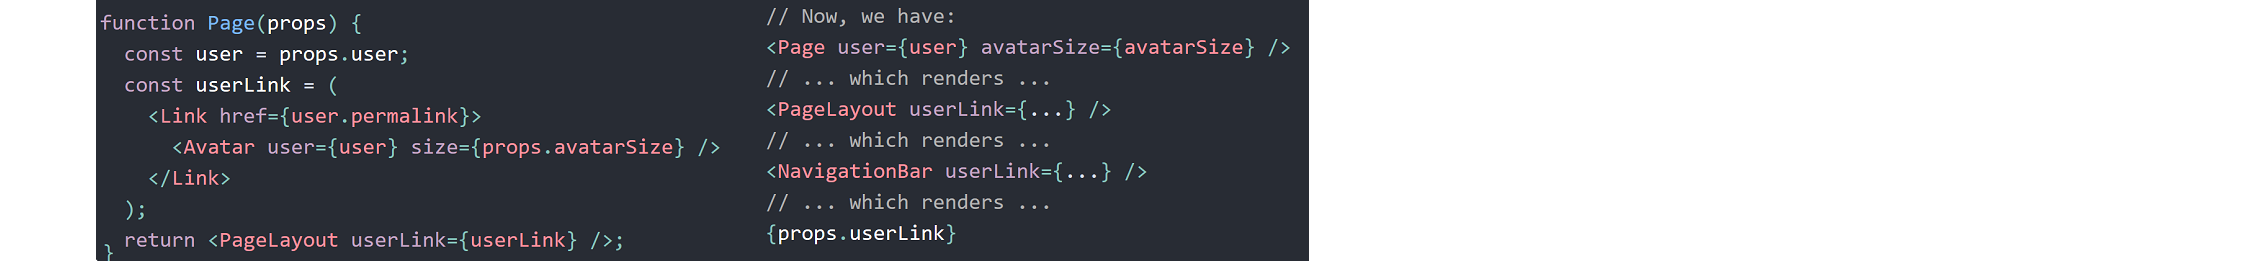 function Page(props) {
  const user = props.user;
  const userLink = (
    <Link href={user.permalink}>
      <Avatar user={user} size={props.avatarSize} />
    </Link>
  );
  return <PageLayout userLink={userLink} />;
}
// Now, we have:
<Page user={user} avatarSize={avatarSize} />
// ... which renders ...
<PageLayout userLink={...} />
// ... which renders ...
<NavigationBar userLink={...} />
// ... which renders ...
{props.userLink}